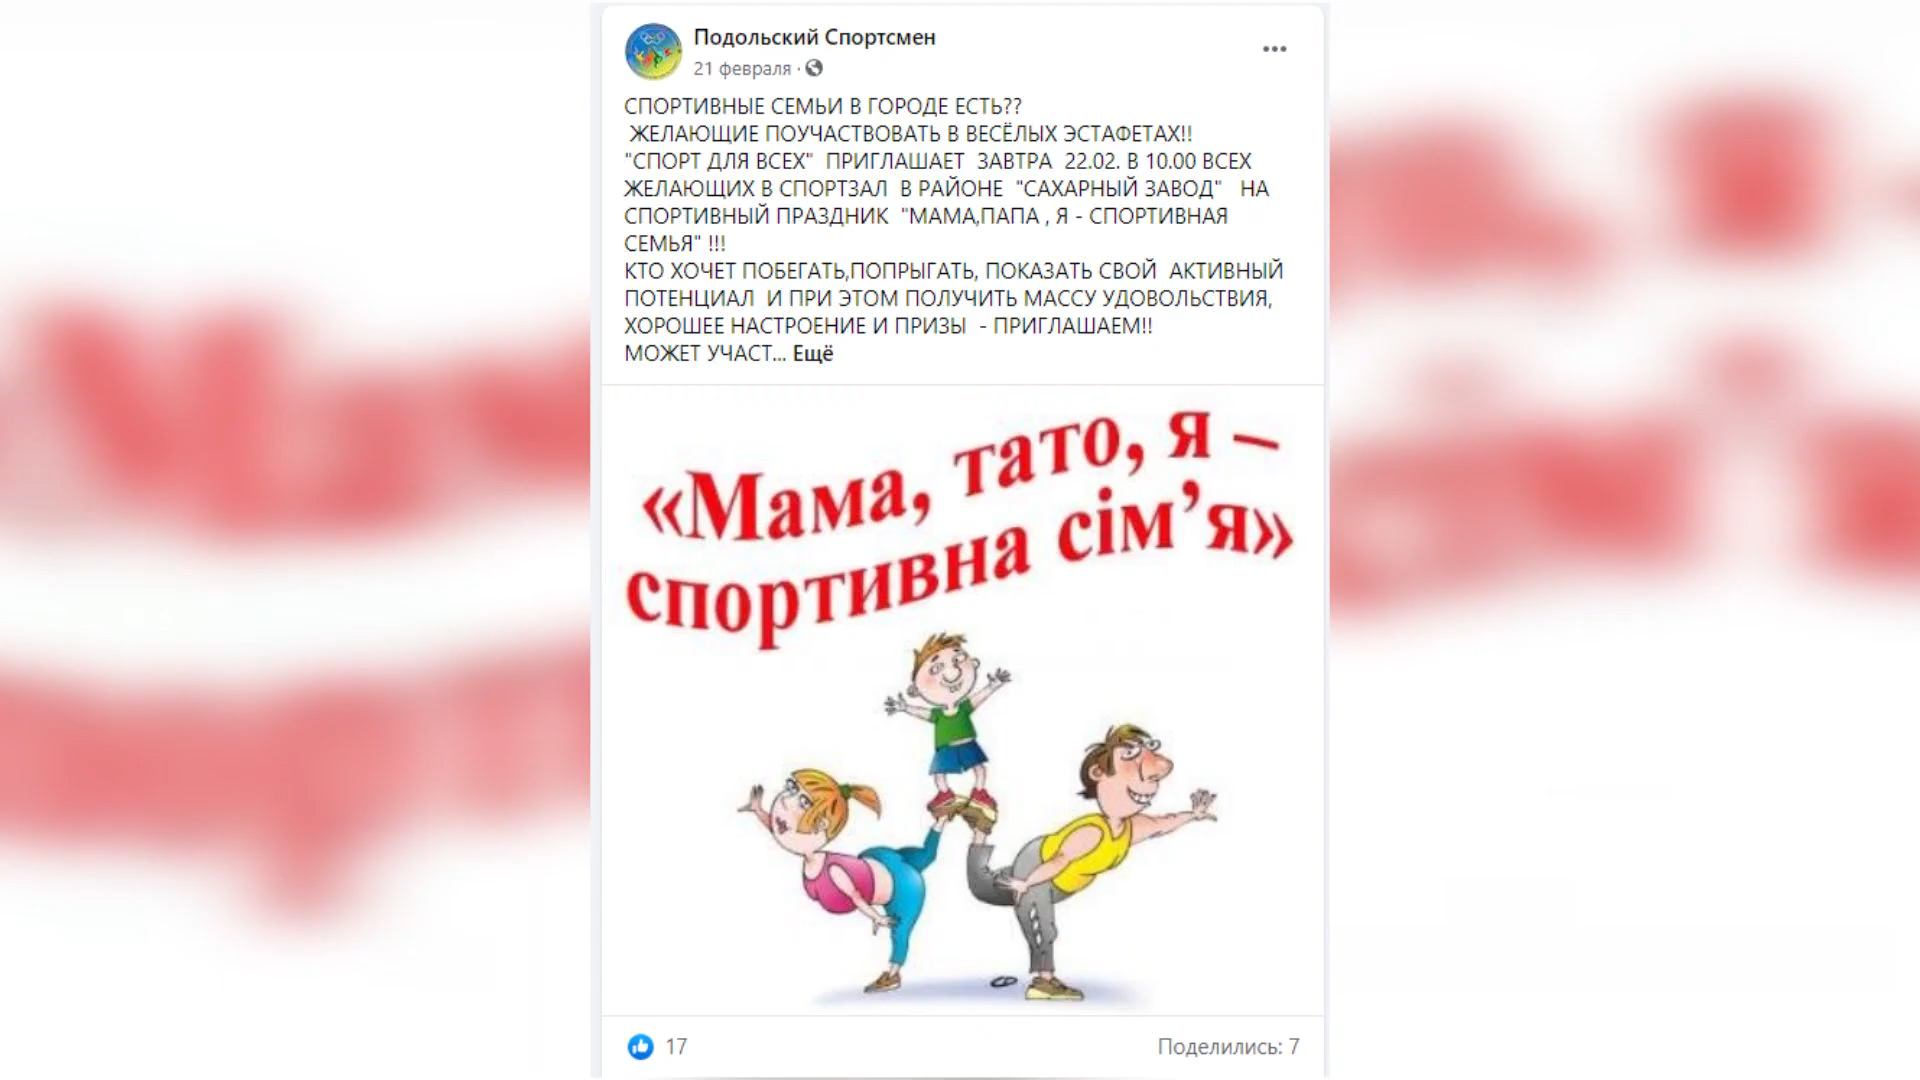 Подольский Спортсмен
21 февраля ·
СПОРТИВНЫЕ СЕМЬИ В ГОРОДЕ ЕСТЬ??
ЖЕЛАЮЩИЕ ПОУЧАСТВОВАТЬ В ВЕСЁЛЫХ ЭСТАФЕТАХ!!
"СПОРТ ДЛЯ ВСЕХ" ПРИГЛАШАЕТ ЗАВТРА 22.02. В 10.00 ВСЕХ
ЖЕЛАЮЩИХ В СПОРТЗАЛ В РАЙОНЕ "САХАРНЫЙ ЗАВОД" НА
СПОРТИВНЫЙ ПРАЗДНИК "МАМА,ПАПА , Я - СПОРТИВНАЯ
СЕМЬЯ" !!!
КТО ХОЧЕТ ПОБЕГАТЬ,ПОПРЫГАТЬ, ПОКАЗАТЬ СВОЙ АКТИВНЫЙ
ПОТЕНЦИАЛ И ПРИ ЭТОМ ПОЛУЧИТЬ МАССУ УДОВОЛЬСТВИЯ,
ХОРОШЕЕ НАСТРОЕНИЕ И ПРИЗЫ - ПРИГЛАШАЕМ!!
МОЖЕТ УЧАСТ... Ещё
«Мама, тато, я –
спортивна сім’я»
17
Поделились: 7